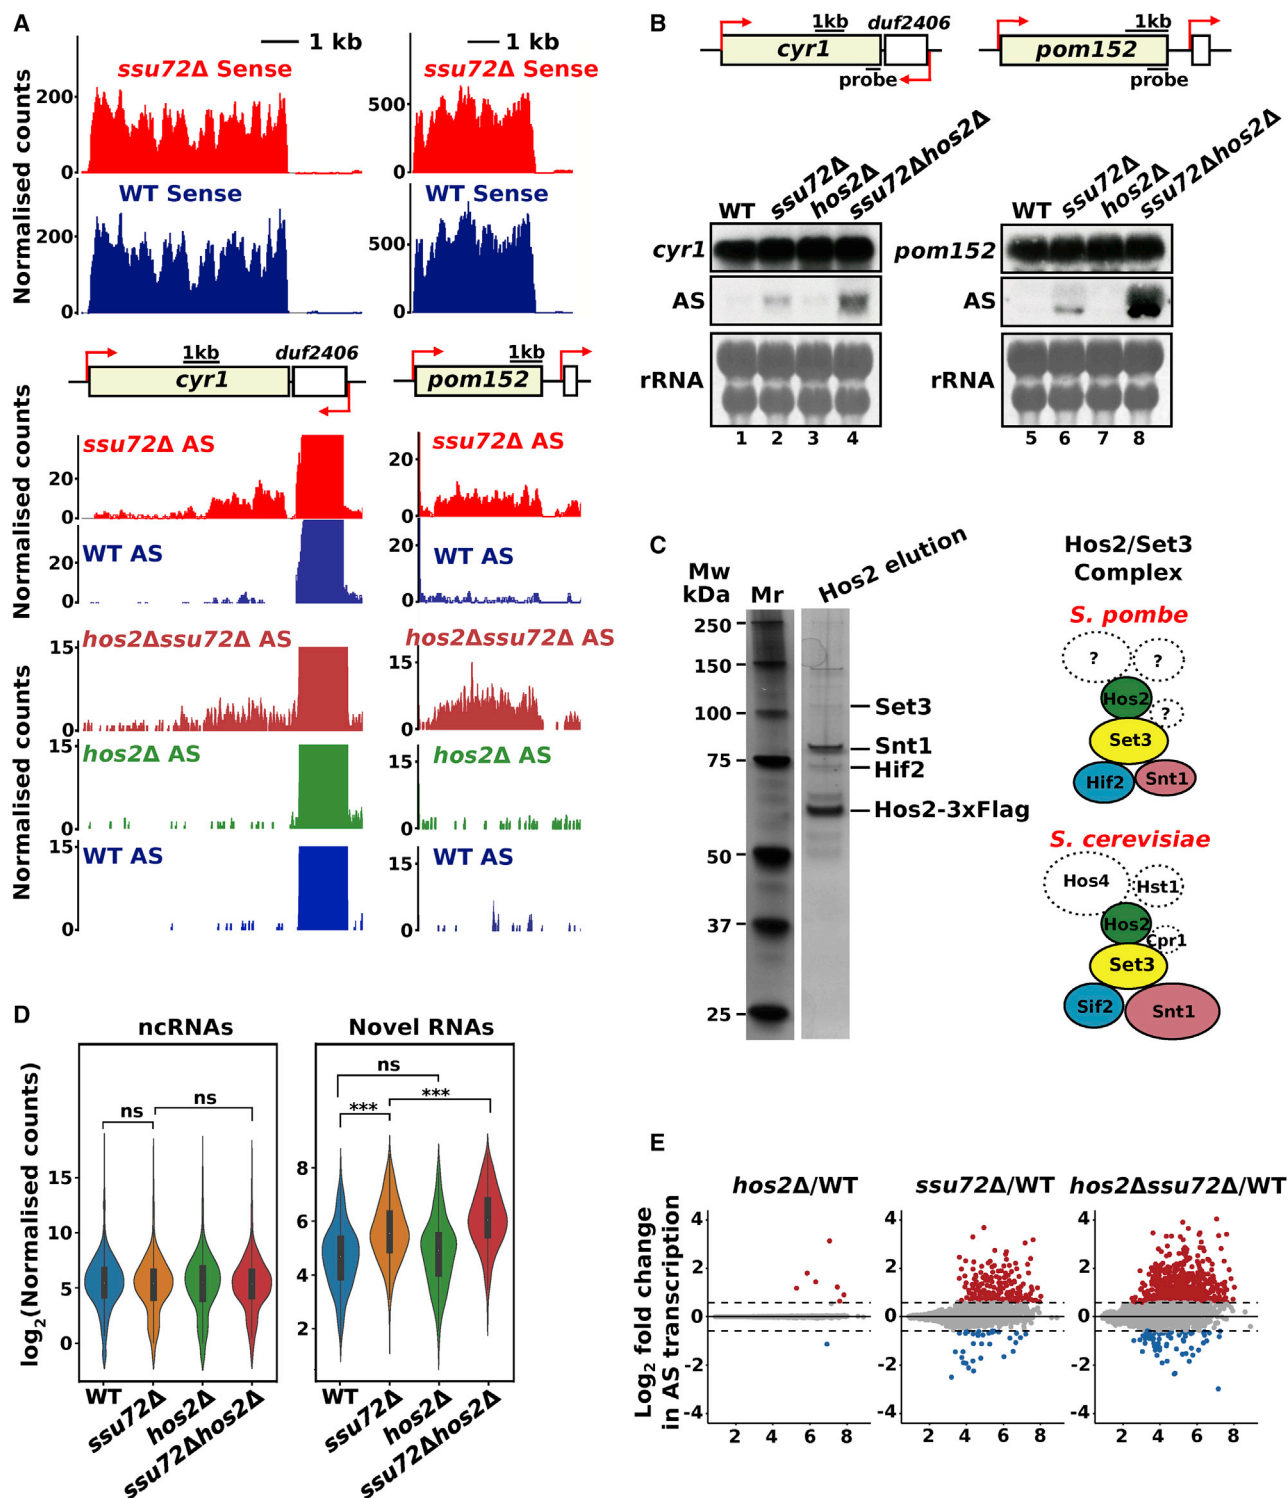 A
1 kb
1 kb
ssu72Δ Sense
ssu72Δ Sense
Normalised counts
200
0
500
0
WT Sense
WT Sense
200
0
500
0
1kb
duf2406
cyr1
1kb
pom152
Normalised counts
ssu72Δ AS
ssu72Δ AS
20
0
20
0
WT AS
WT AS
20
0
20
0
Normalised counts
hos2Δssu72Δ AS
hos2Δssu72Δ AS
15
0
15
0
hos2Δ AS
hos2Δ AS
15
0
15
0
WT AS
WT AS
15
0
15
0
B
1kb
duf2406
cyr1
probe
1kb
pom152
probe
WT
ssu72Δ
hos2Δ
ssu72Δhos2Δ
WT
ssu72Δ
hos2Δ
ssu72Δhos2Δ
cyr1
pom152
AS
AS
rRNA
rRNA
1 2 3 4
5 6 7 8
C
Mw
kDa
Mr
Hos2 elution
250
150
100
75
50
37
25
Set3
Snt1
Hif2
Hos2-3xFlag
Hos2/Set3
Complex
S. pombe
?
?
Hos2
?
Set3
Hif2
Snt1
S. cerevisiae
Hos4
Hst1
Hos2
Cpr1
Set3
Sif2
Snt1
D
ncRNAs
Novel RNAs
log2(Normalised counts)
ns
ns
ns
***
***
15
10
5
0
8
6
4
2
WT
ssu72Δ
hos2Δ
ssu72Δhos2Δ
WT
ssu72Δ
hos2Δ
ssu72Δhos2Δ
E
hos2Δ/WT
ssu72Δ/WT
hos2Δssu72Δ/WT
Log2 fold change
in AS transcription
4
2
0
-2
-4
4
2
0
-2
-4
4
2
0
-2
-4
2 4 6 8
2 4 6 8
2 4 6 8